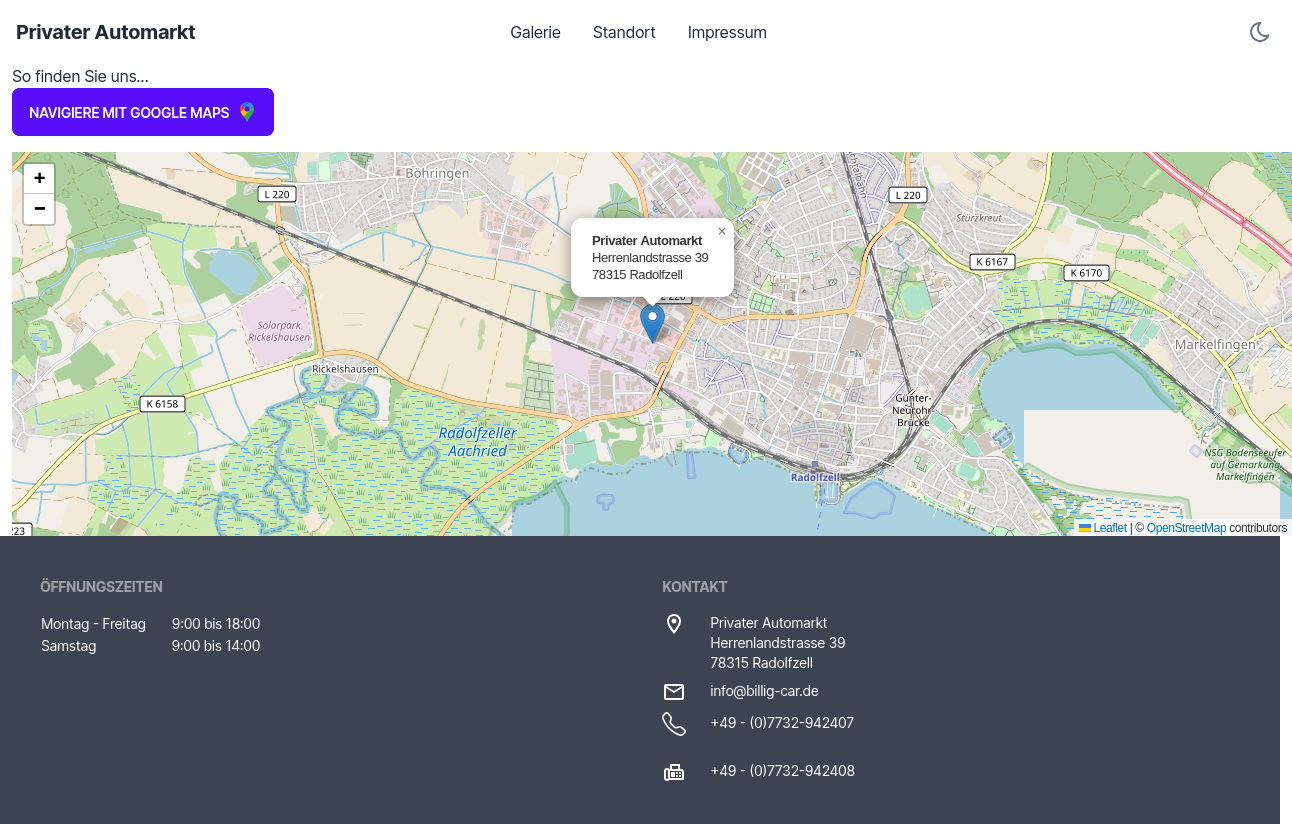 Privater Automarkt
Galerie
Standort
Impressum
So finden Sie uns...
NAVIGIERE MIT GOOGLE MAPS
+
−
Böhringen
L 220
L 220
Stürzkreut
K 6167
K 6170
×
Privater Automarkt
Herrenlandstrasse 39
78315 Radolfzell
L 220
Solarpark
Rickelshausen
Rickelshausen
Markelfingen
K 6158
Günter-
Neurohr-
Brücke
Radolfzeller
Aachried
Radolfzell
NSG Bodenseeufer
auf Gemarkung
Markelfingen
23
Leaflet | © OpenStreetMap contributors
ÖFFNUNGSZEITEN
Montag - Freitag 9:00 bis 18:00
Samstag 9:00 bis 14:00
KONTAKT
Privater Automarkt
Herrenlandstrasse 39
78315 Radolfzell
info@billig-car.de
+49 - (0)7732-942407
+49 - (0)7732-942408